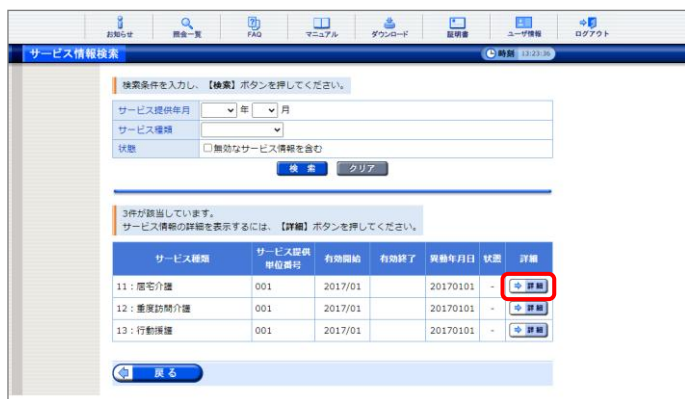 お知らせ 照会一覧 FAQ マニュアル ダウンロード 証明書 ユーザ情報 ログアウト
サービス情報検索 時刻 13:23:36
検索条件を入力し、【検索】ボタンを押してください。
サービス提供年月 年 月
サービス種類
状態 無効なサービス情報を含む
検 索 クリア
3件が該当しています。
サービス情報の詳細を表示するには、【詳細】ボタンを押してください。
サービス種類 サービス提供単位番号 有効開始 有効終了 異動年月日 状態 詳細
11：居宅介護 001 2017/01 20170101 - 詳細
12：重度訪問介護 001 2017/01 20170101 - 詳細
13：行動援護 001 2017/01 20170101 - 詳細
戻る